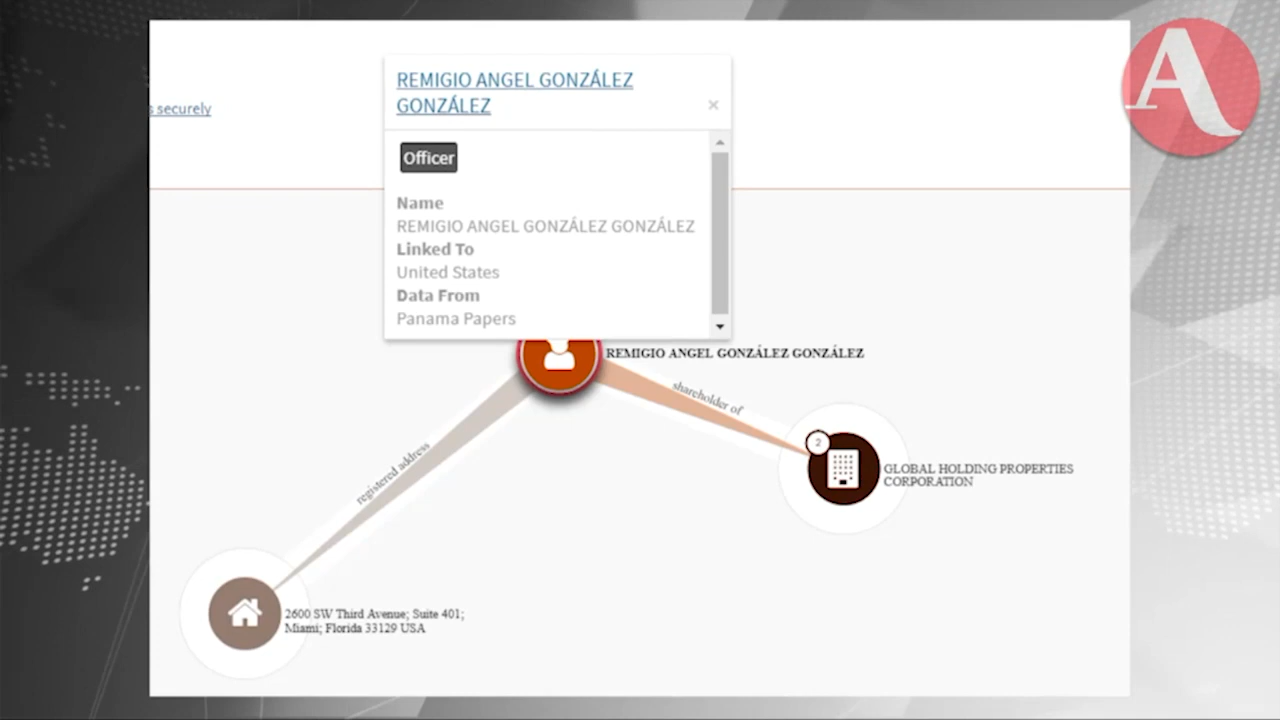 REMIGIO ANGEL GONZÁLEZ
GONZÁLEZ
×
s securely
Officer
Name
REMIGIO ANGEL GONZÁLEZ GONZÁLEZ
Linked To
United States
Data From
Panama Papers
REMIGIO ANGEL GONZÁLEZ GONZÁLEZ
shareholder of
2
GLOBAL HOLDING PROPERTIES
CORPORATION
registered address
2600 SW Third Avenue; Suite 401;
Miami; Florida 33129 USA
A